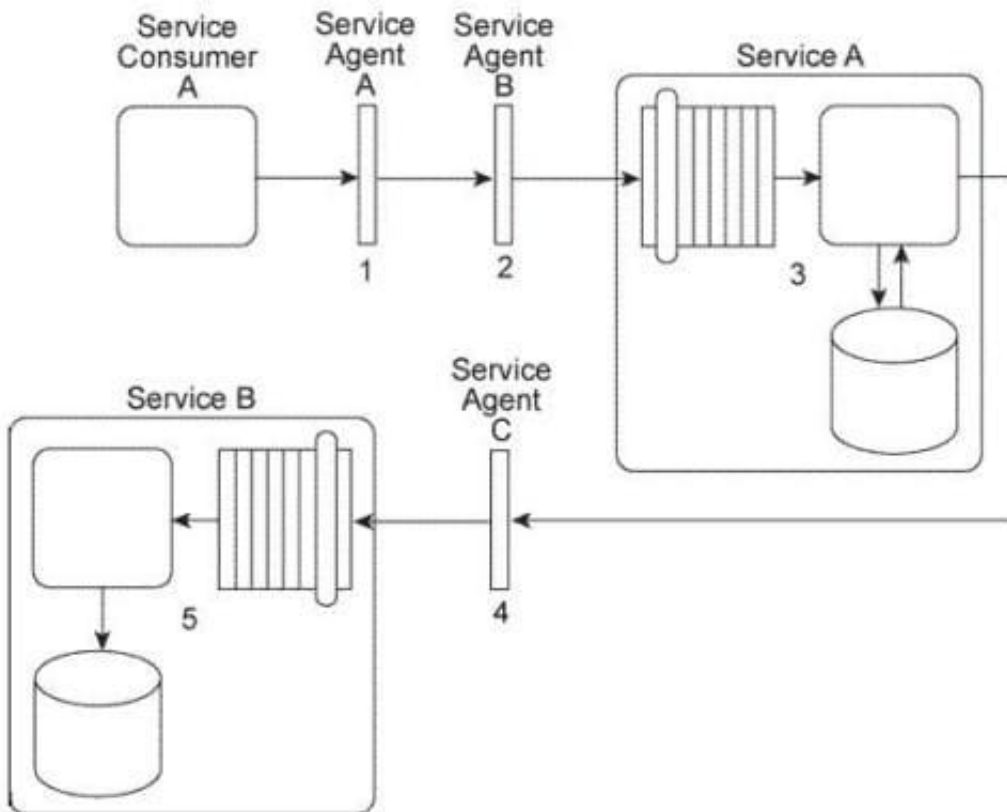 Service
Consumer
A
Service
Agent
A
Service
Agent
B
Service A
1
2
3
Service B
Service
Agent
C
4
5